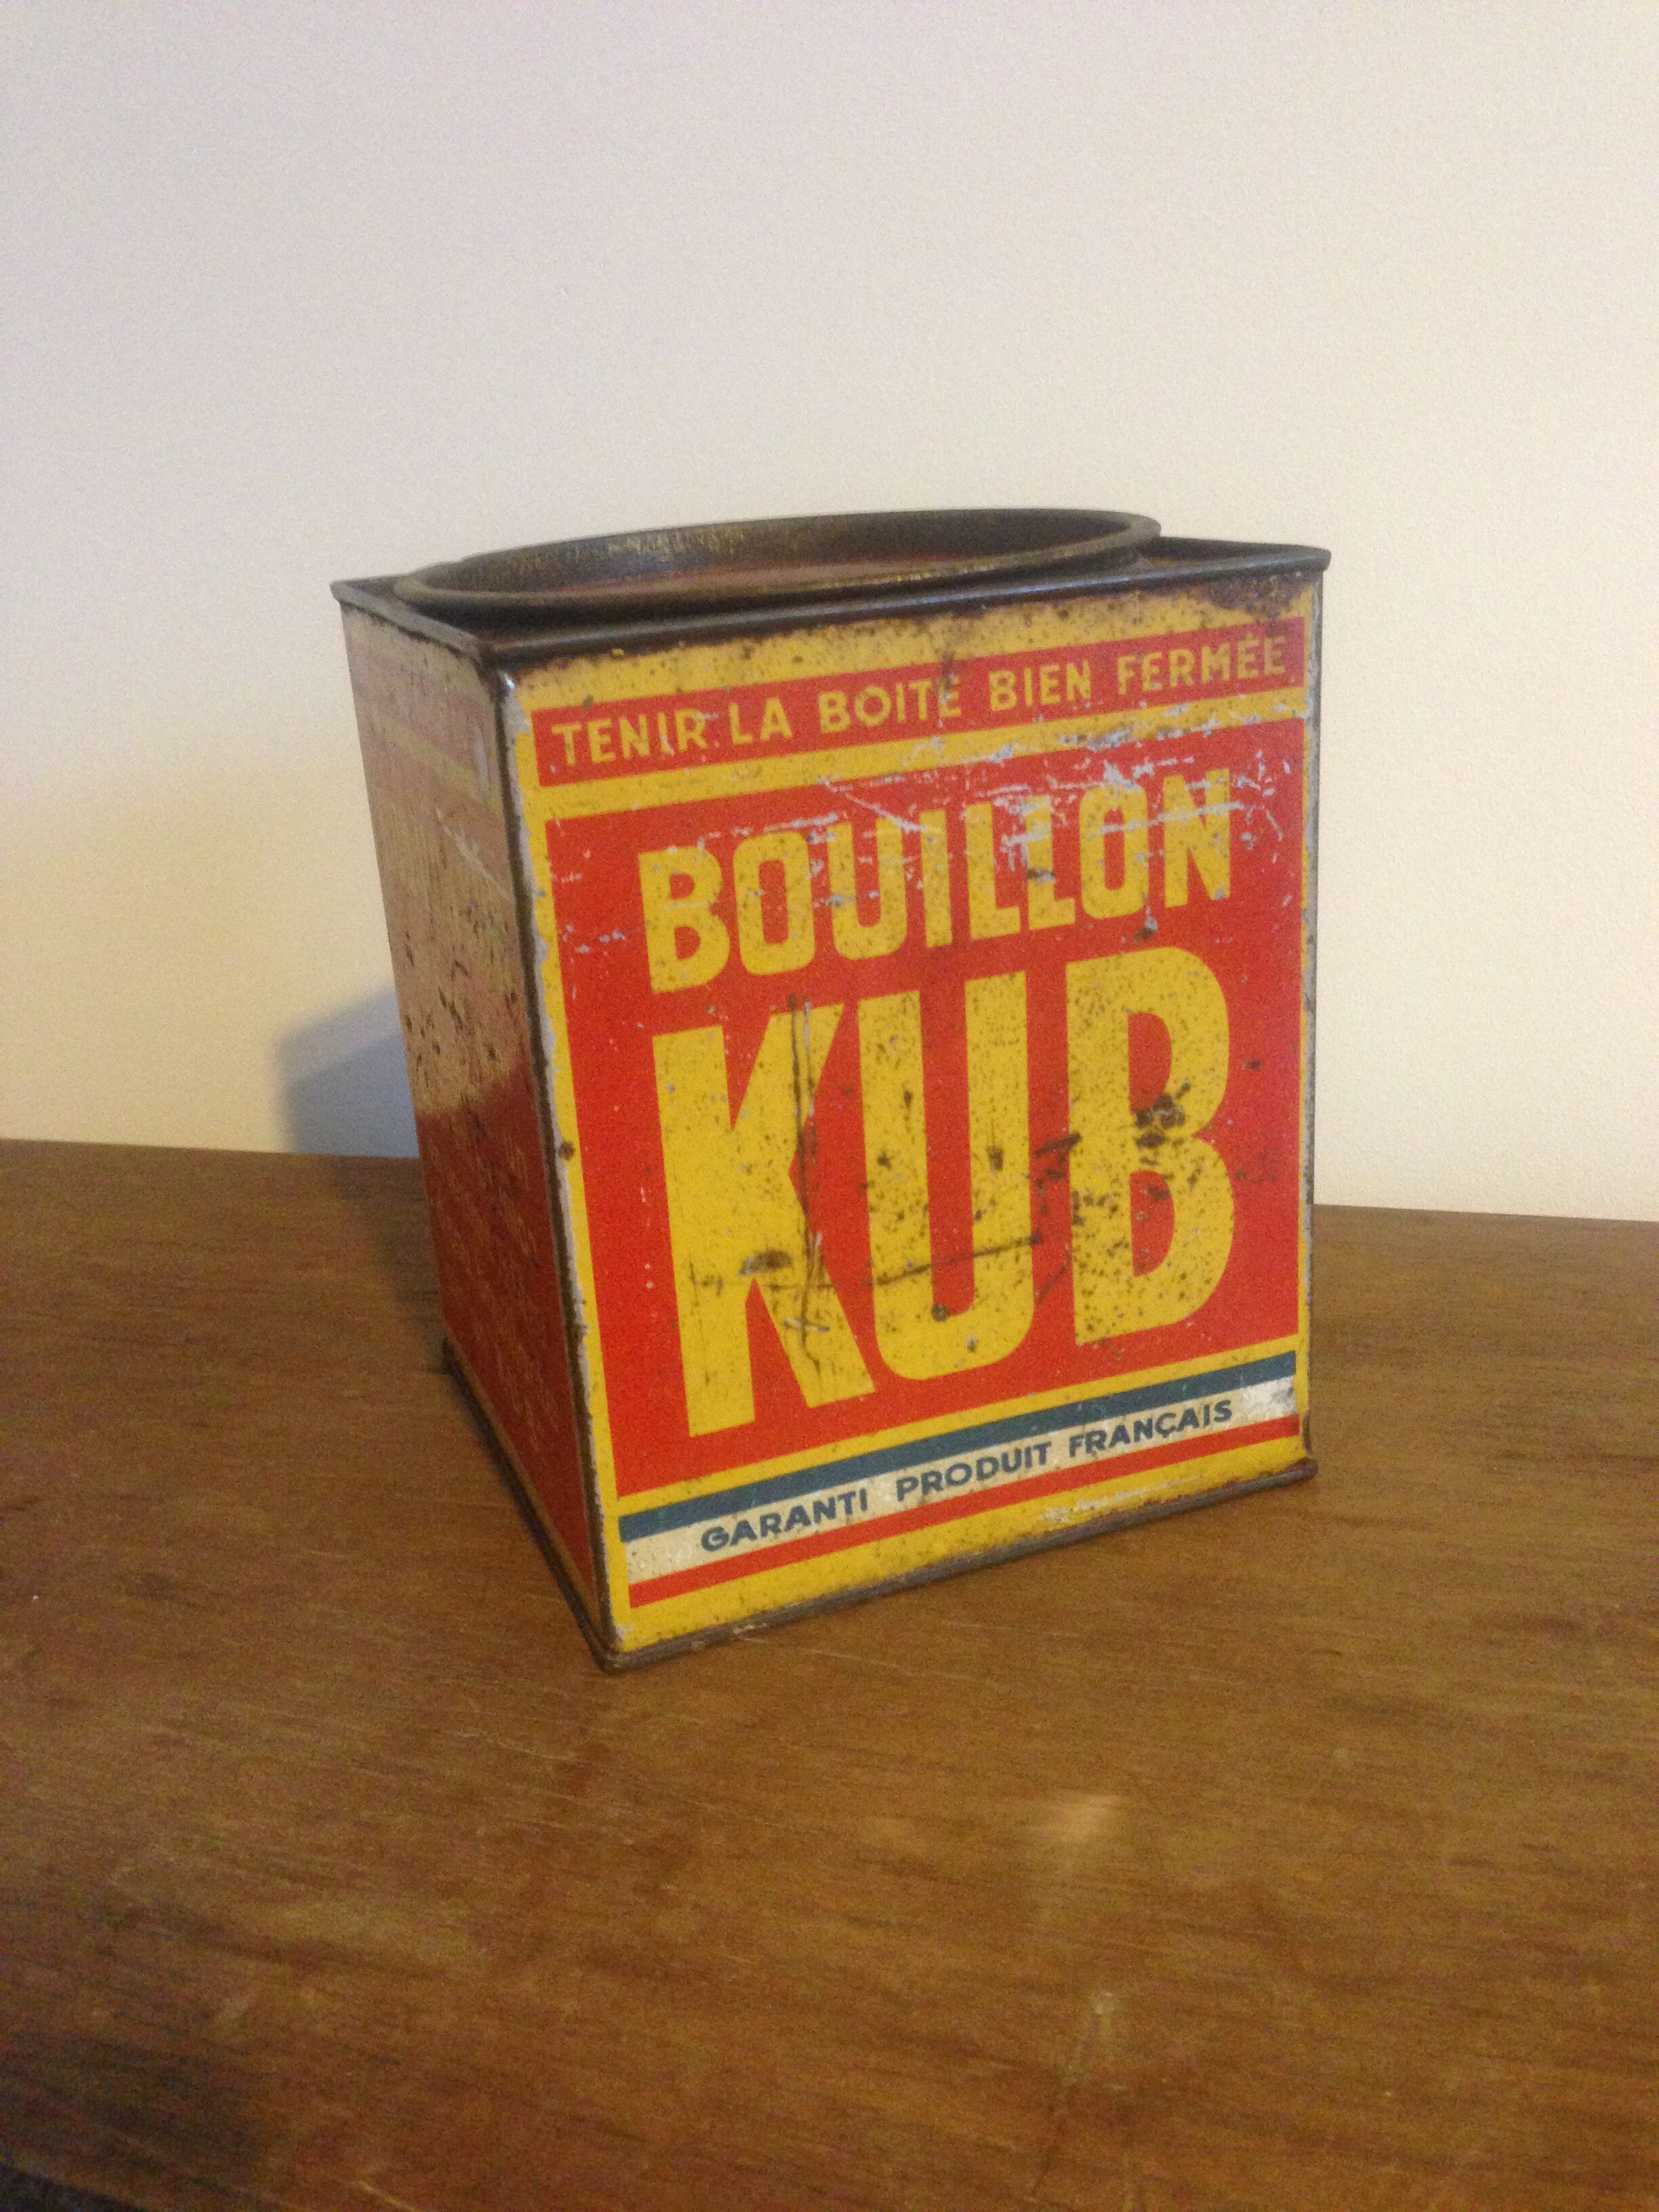 TENIR LA BOITE BIEN FERMÉE
BOUILLON
KUB
GARANTI PRODUIT FRANÇAIS